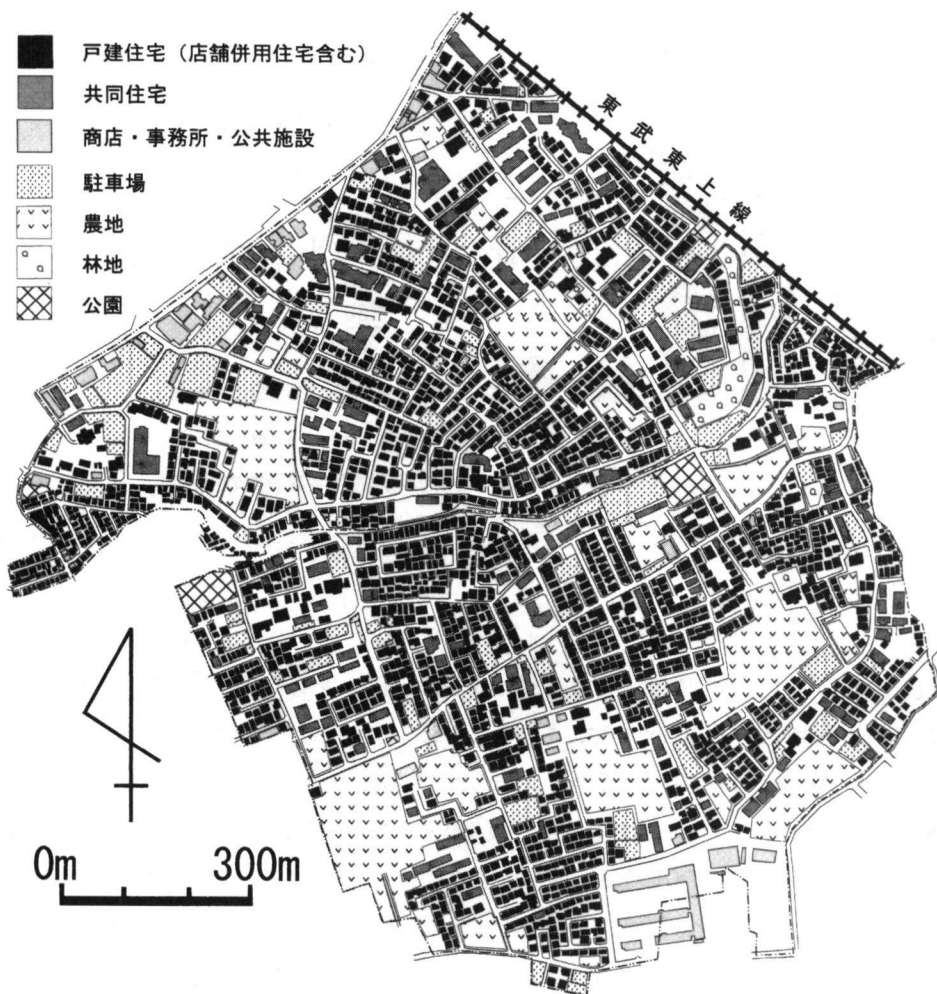 戸建住宅（店舗併用住宅含む）
共同住宅
商店・事務所・公共施設
駐車場
農地
林地
公園
東武東上線
0m 300m